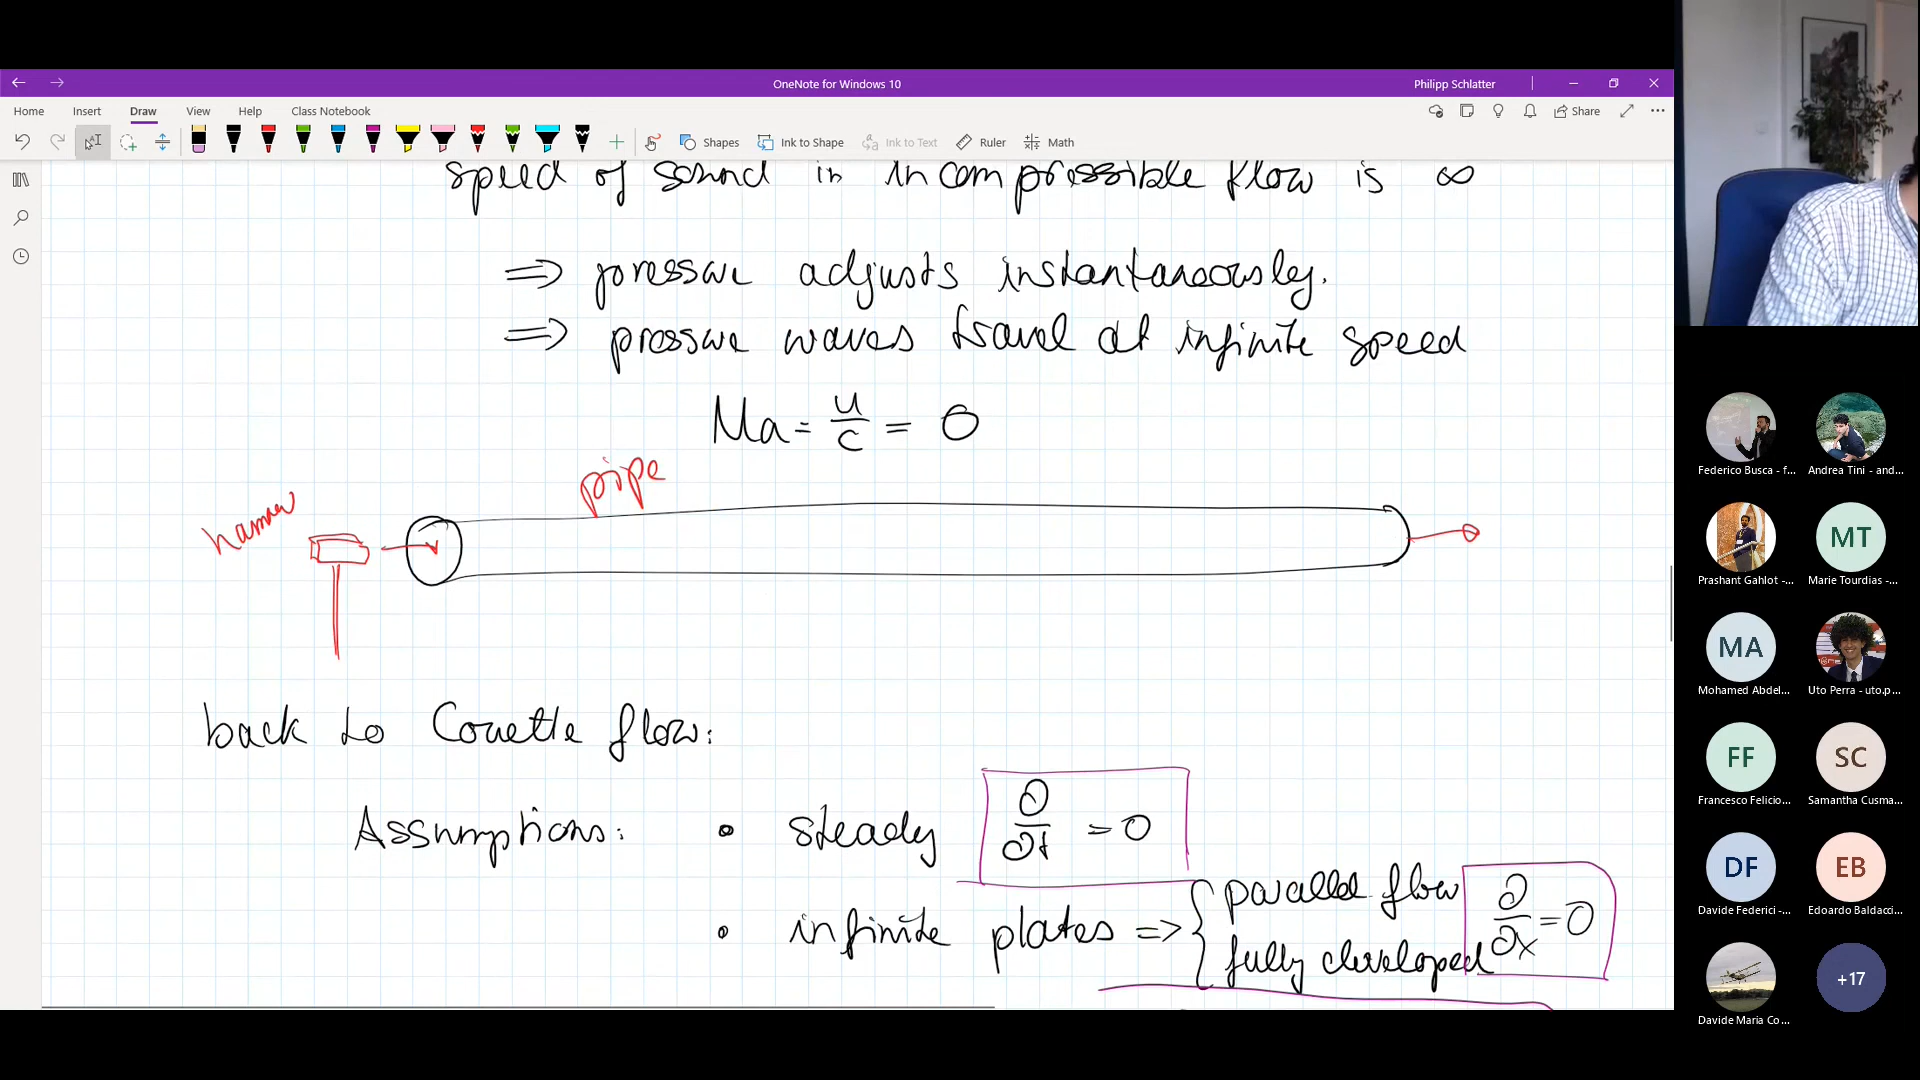 OneNote for Windows 10
Philipp Schlatter
Home Insert Draw View Help Class Notebook
Share
Shapes Ink to Shape Ink to Text Ruler Math
speed of sound in incompressible flow is ∞
⇒ pressure adjusts instantaneously.
⇒ pressure waves travel at infinite speed
Ma = u/c = 0
pipe
hammer
back to Couette flow:
Assumptions: • steady ∂/∂t = 0
• infinite plates ⇒ { parallel flow
fully developed ∂/∂x = 0
Federico Busca - f...
Andrea Tini - and...
MT
Prashant Gahlot -...
Marie Tourdias -...
MA
Mohamed Abdel...
Uto Perra - uto.p...
FF
SC
Francesco Felicio...
Samantha Cusma...
DF
EB
Davide Federici -...
Edoardo Baldacci...
+17
Davide Maria Co...